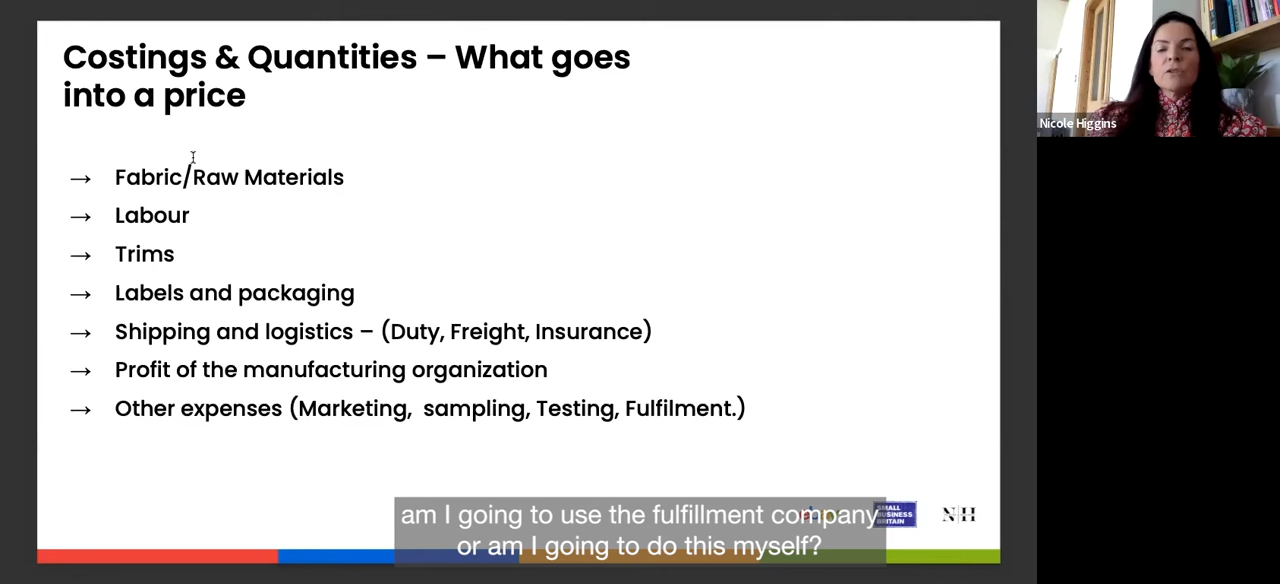 Costings & Quantities – What goes
into a price
→ Fabric/Raw Materials
→ Labour
→ Trims
→ Labels and packaging
→ Shipping and logistics – (Duty, Freight, Insurance)
→ Profit of the manufacturing organization
→ Other expenses (Marketing,  sampling, Testing, Fulfilment.)
am I going to use the fulfillment company
or am I going to do this myself?
SMALL
BUSINESS
BRITAIN
NH
Nicole Higgins